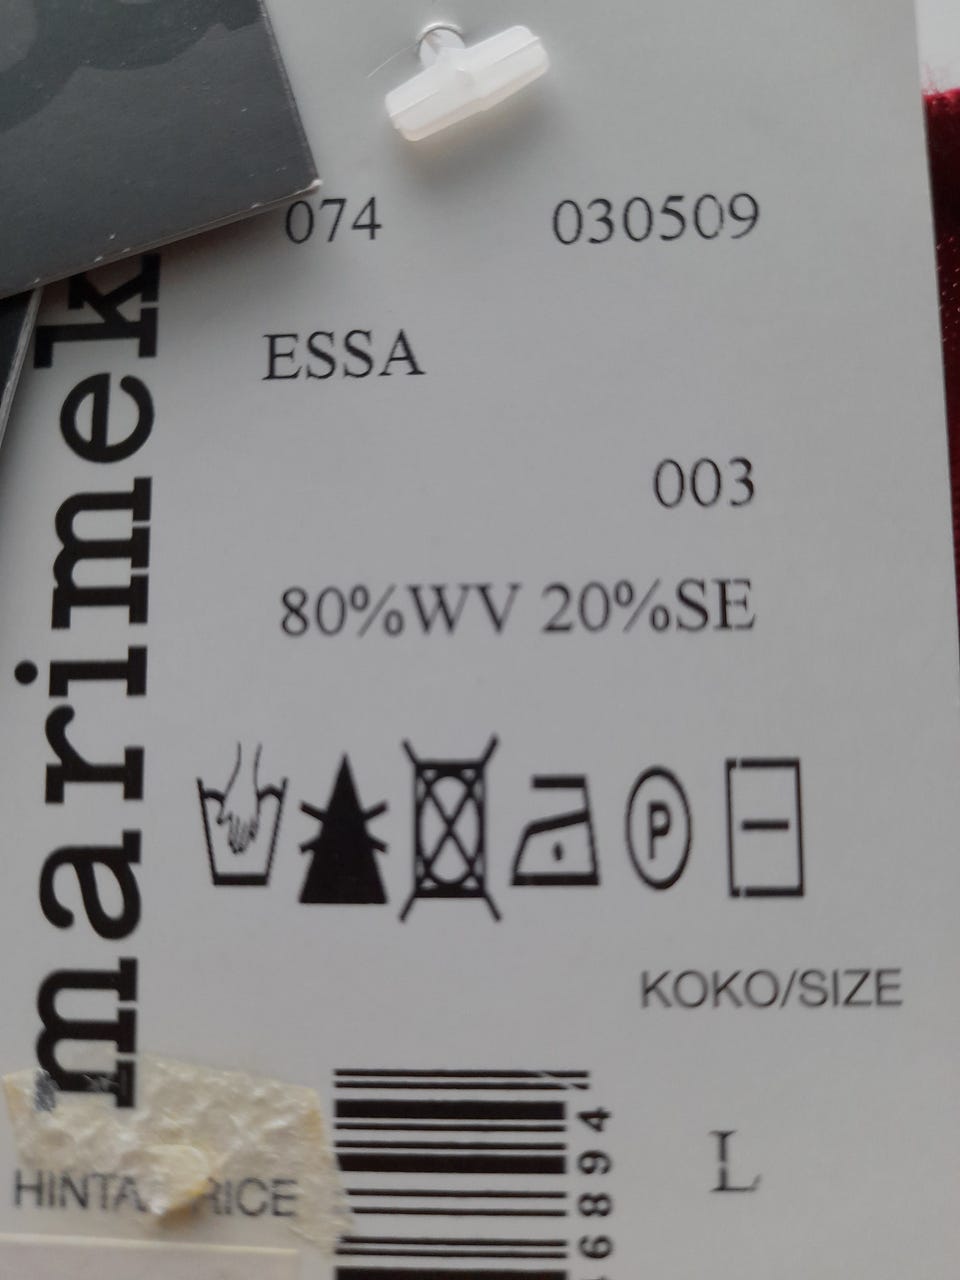 marimek
074 030509
ESSA
003
80%WV 20%SE
P
KOKO/SIZE
L
6894
HINTA RICE